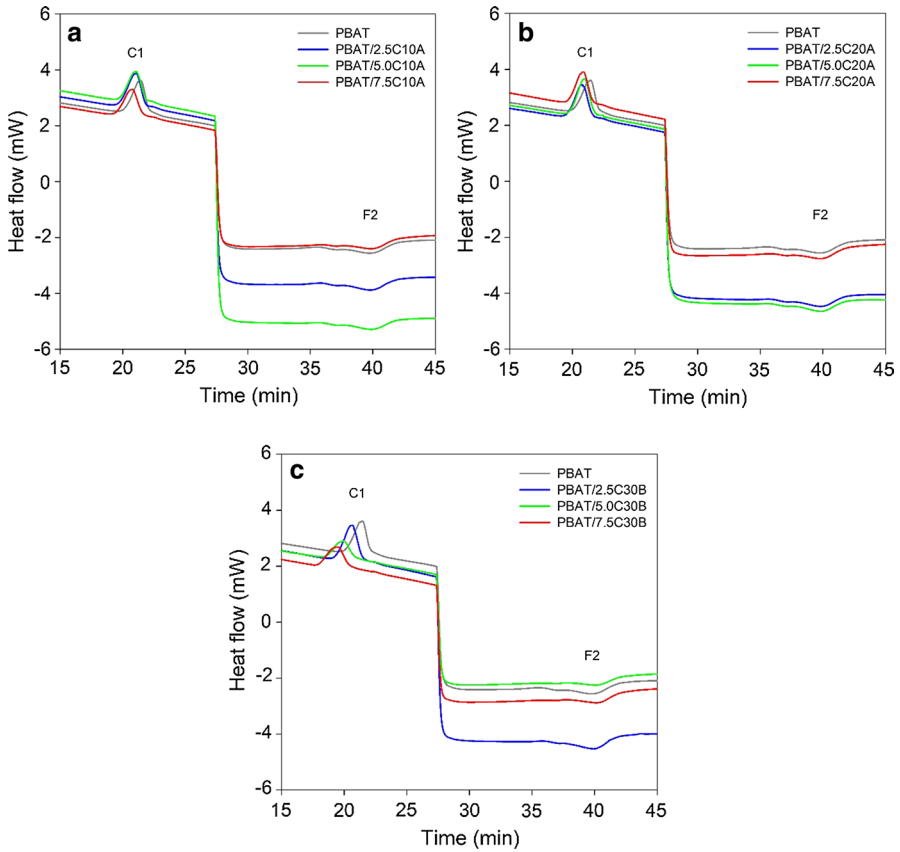 a
C1
PBAT
PBAT/2.5C10A
PBAT/5.0C10A
PBAT/7.5C10A
F2
6
4
2
0
-2
-4
-6
Heat flow (mW)
15 20 25 30 35 40 45
Time (min)
b
C1
PBAT
PBAT/2.5C20A
PBAT/5.0C20A
PBAT/7.5C20A
F2
6
4
2
0
-2
-4
-6
Heat flow (mW)
15 20 25 30 35 40 45
Time (min)
c
C1
PBAT
PBAT/2.5C30B
PBAT/5.0C30B
PBAT/7.5C30B
F2
6
4
2
0
-2
-4
-6
Heat flow (mW)
15 20 25 30 35 40 45
Time (min)